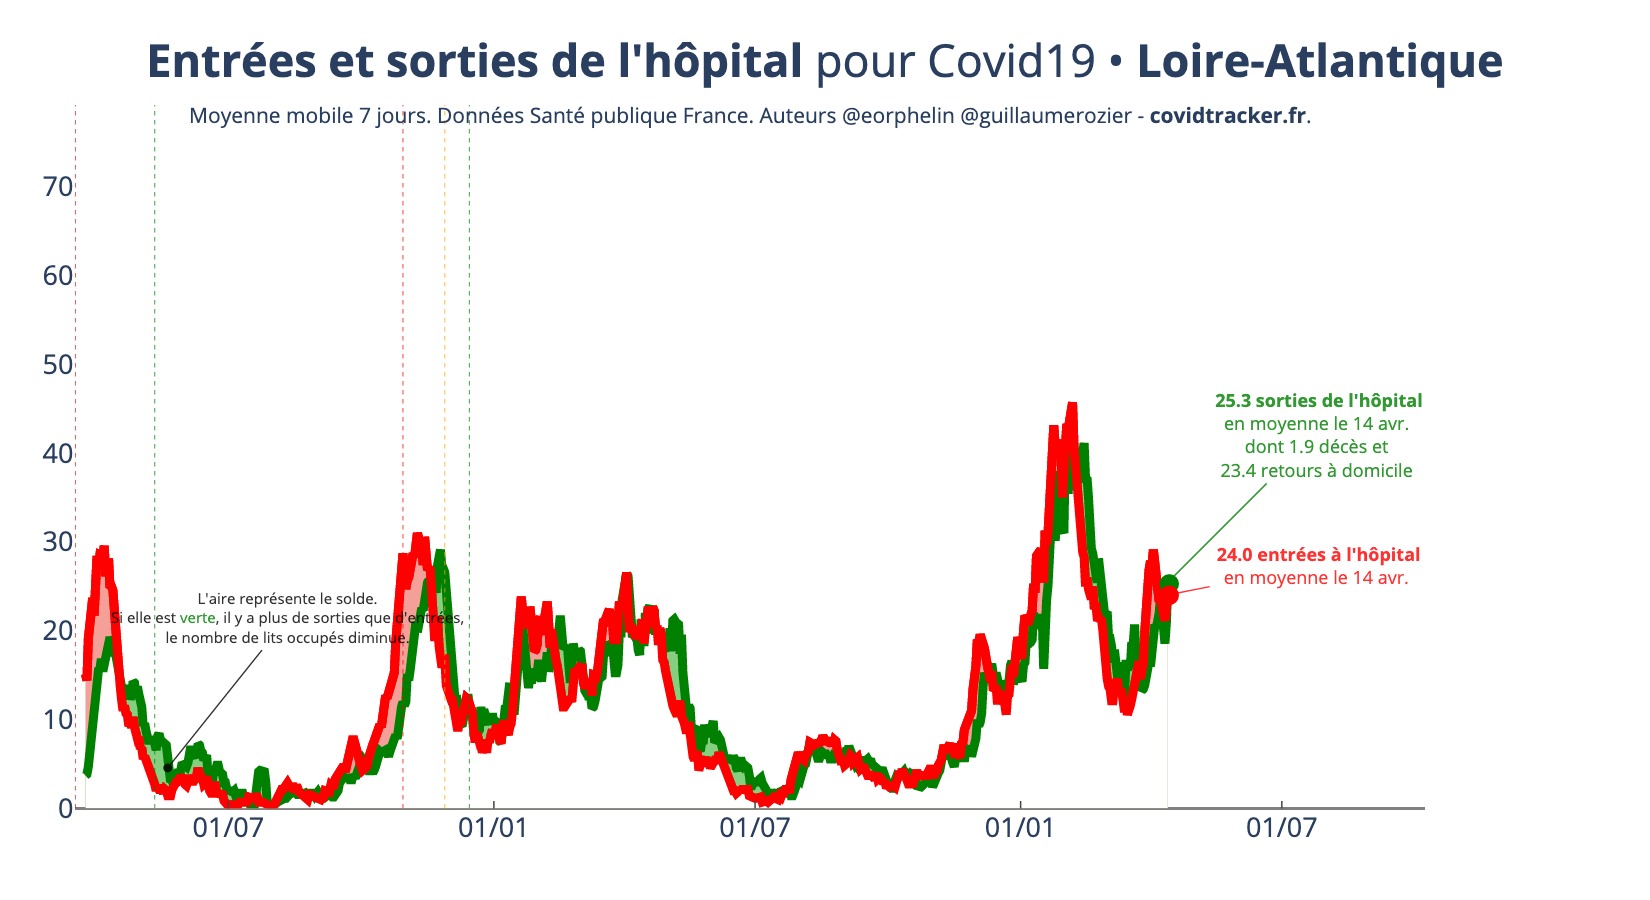 Entrées et sorties de l'hôpital pour Covid19 • Loire-Atlantique
Moyenne mobile 7 jours. Données Santé publique France. Auteurs @eorphelin @guillaumerozier - covidtracker.fr.
70
60
50
40
30
20
10
0
25.3 sorties de l'hôpital
en moyenne le 14 avr.
dont 1.9 décès et
23.4 retours à domicile
24.0 entrées à l'hôpital
en moyenne le 14 avr.
L'aire représente le solde.
Si elle est verte, il y a plus de sorties que d'entrées,
le nombre de lits occupés diminue.
01/07
01/01
01/07
01/01
01/07